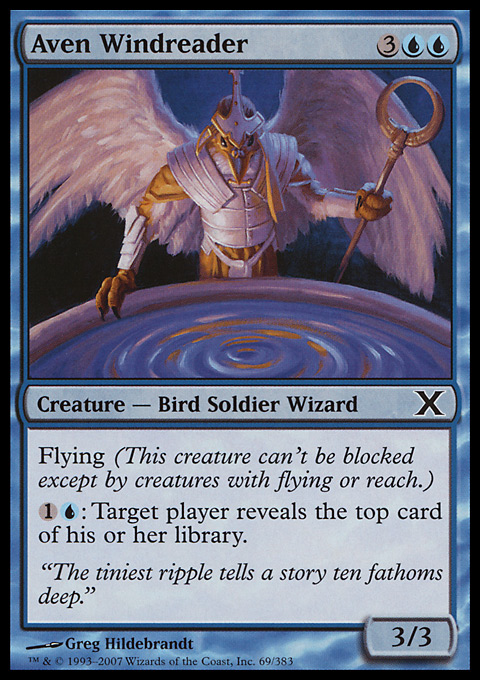 Aven Windreader 3
Creature — Bird Soldier Wizard X
Flying (This creature can't be blocked
except by creatures with flying or reach.)
1: Target player reveals the top card
of his or her library.
"The tiniest ripple tells a story ten fathoms
deep."
3/3
Greg Hildebrandt
™ & © 1993–2007 Wizards of the Coast, Inc. 69/383